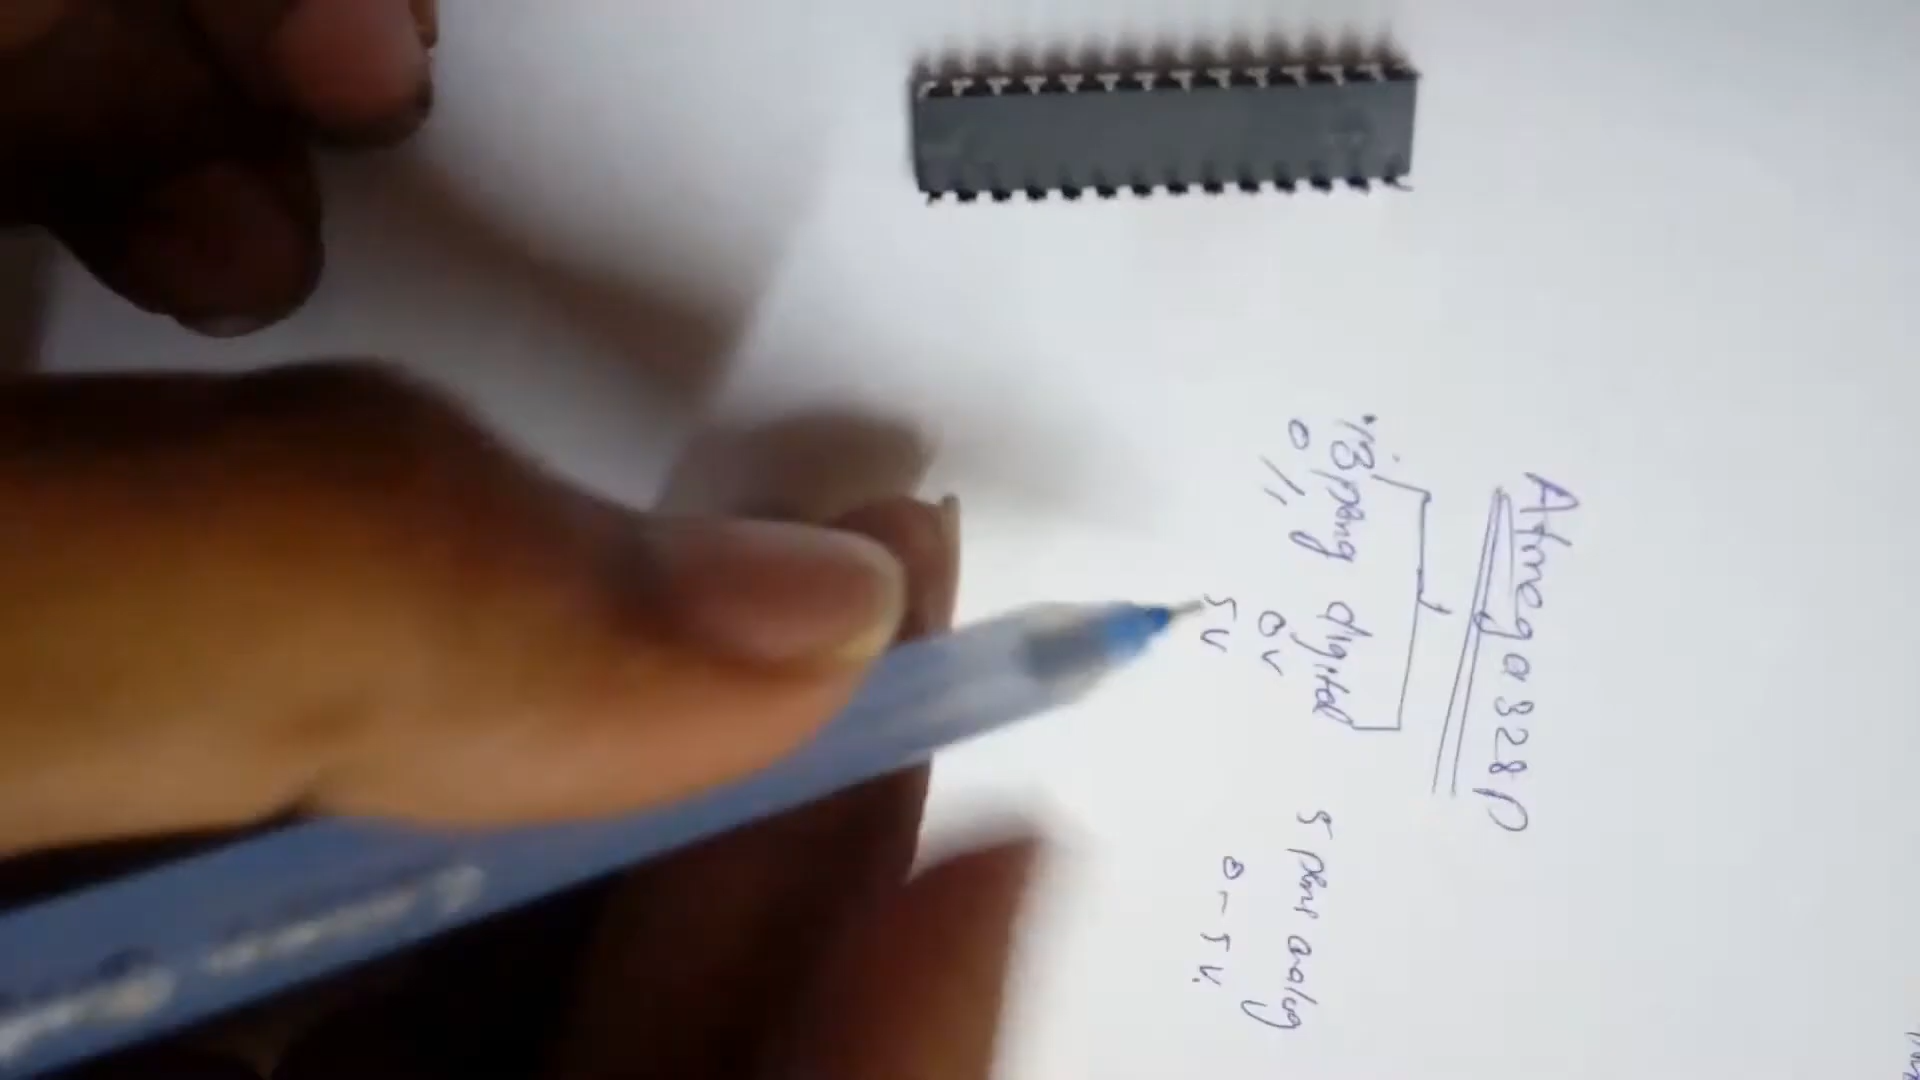 Atmega328P
13 pins digital
0, 1,
0V
5V
5 pins analog
0 - 5V.